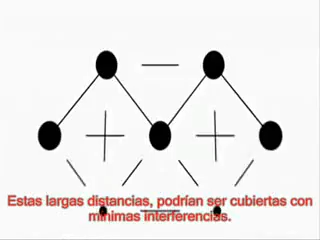 Estas largas distancias, podrían ser cubiertas con
mínimas interferencias.